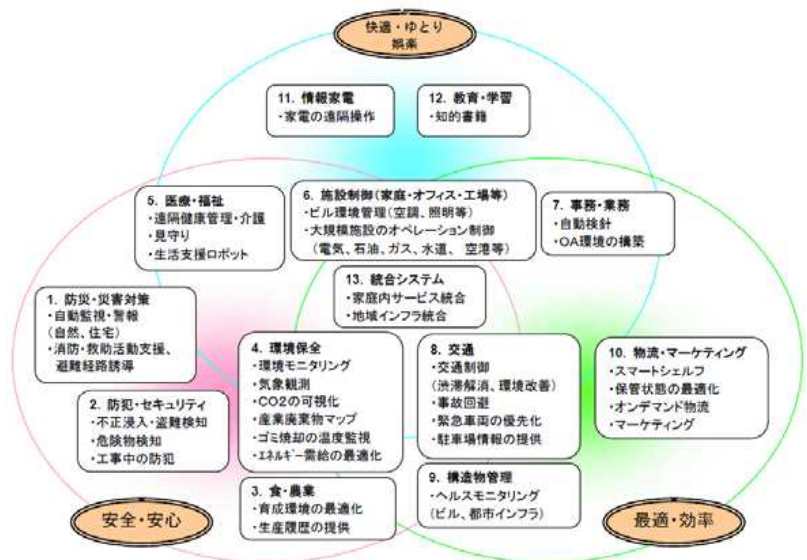 快適・ゆとり
娯楽
11. 情報家電
・家電の遠隔操作
12. 教育・学習
・知的書籍
5. 医療・福祉
・遠隔健康管理・介護
・見守り
・生活支援ロボット
6. 施設制御(家庭・オフィス・工場等)
・ビル環境管理(空調、照明等)
・大規模施設のオペレーション制御
(電気、石油、ガス、水道、 空港等)
7. 事務・業務
・自動検針
・OA環境の構築
13. 統合システム
・家庭内サービス統合
・地域インフラ統合
1. 防災・災害対策
・自動監視・警報
(自然、住宅)
・消防・救助活動支援、
避難経路誘導
4. 環境保全
・環境モニタリング
・気象観測
・CO2の可視化
・産業廃棄物マップ
・ゴミ焼却の温度監視
・エネルギー需給の最適化
8. 交通
・交通制御
(渋滞解消、環境改善)
・事故回避
・緊急車両の優先化
・駐車場情報の提供
10. 物流・マーケティング
・スマートシェルフ
・保管状態の最適化
・オンデマンド物流
・マーケティング
2. 防犯・セキュリティ
・不正浸入・盗難検知
・危険物検知
・工事中の防犯
3. 食・農業
・育成環境の最適化
・生産履歴の提供
9. 構造物管理
・ヘルスモニタリング
(ビル、都市インフラ)
安全・安心
最適・効率